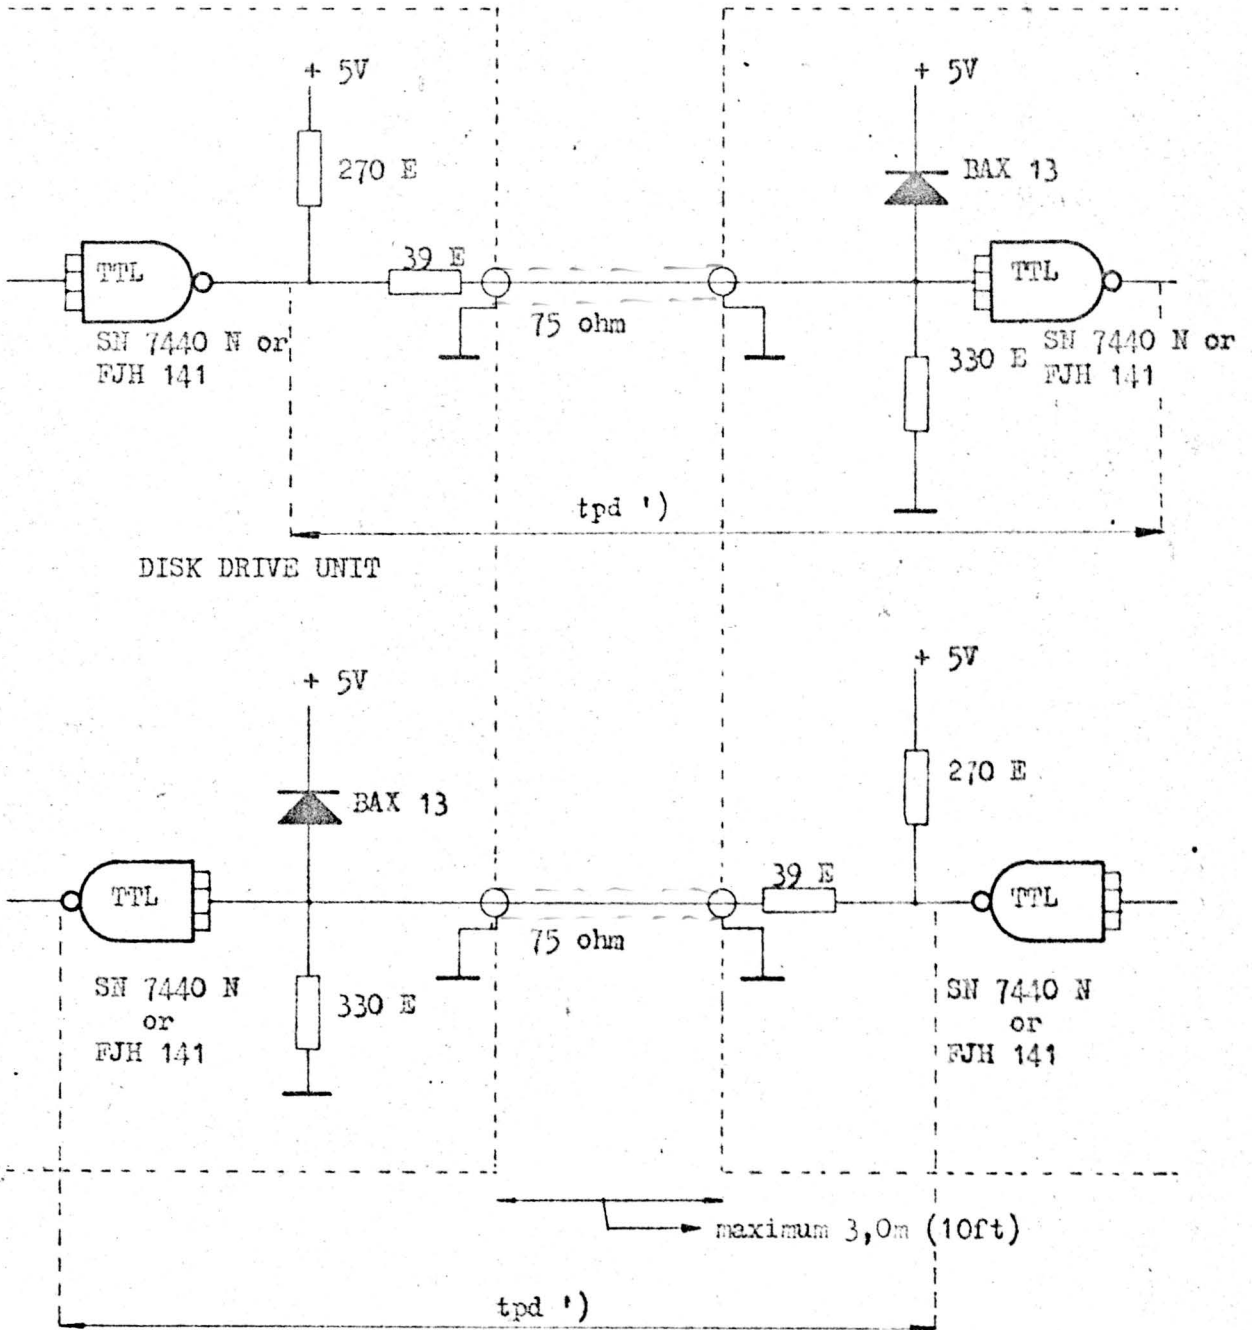 + 5V
+ 5V
270 E
BAX 13
39 E
TTL
TTL
75 ohm
SN 7440 N or
FJH 141
330 E
SN 7440 N or
FJH 141
tpd ')
DISK DRIVE UNIT
+ 5V
+ 5V
270 E
BAX 13
39 E
TTL
TTL
75 ohm
SN 7440 N
or
FJH 141
330 E
SN 7440 N
or
FJH 141
maximum 3,0m (10ft)
tpd ')